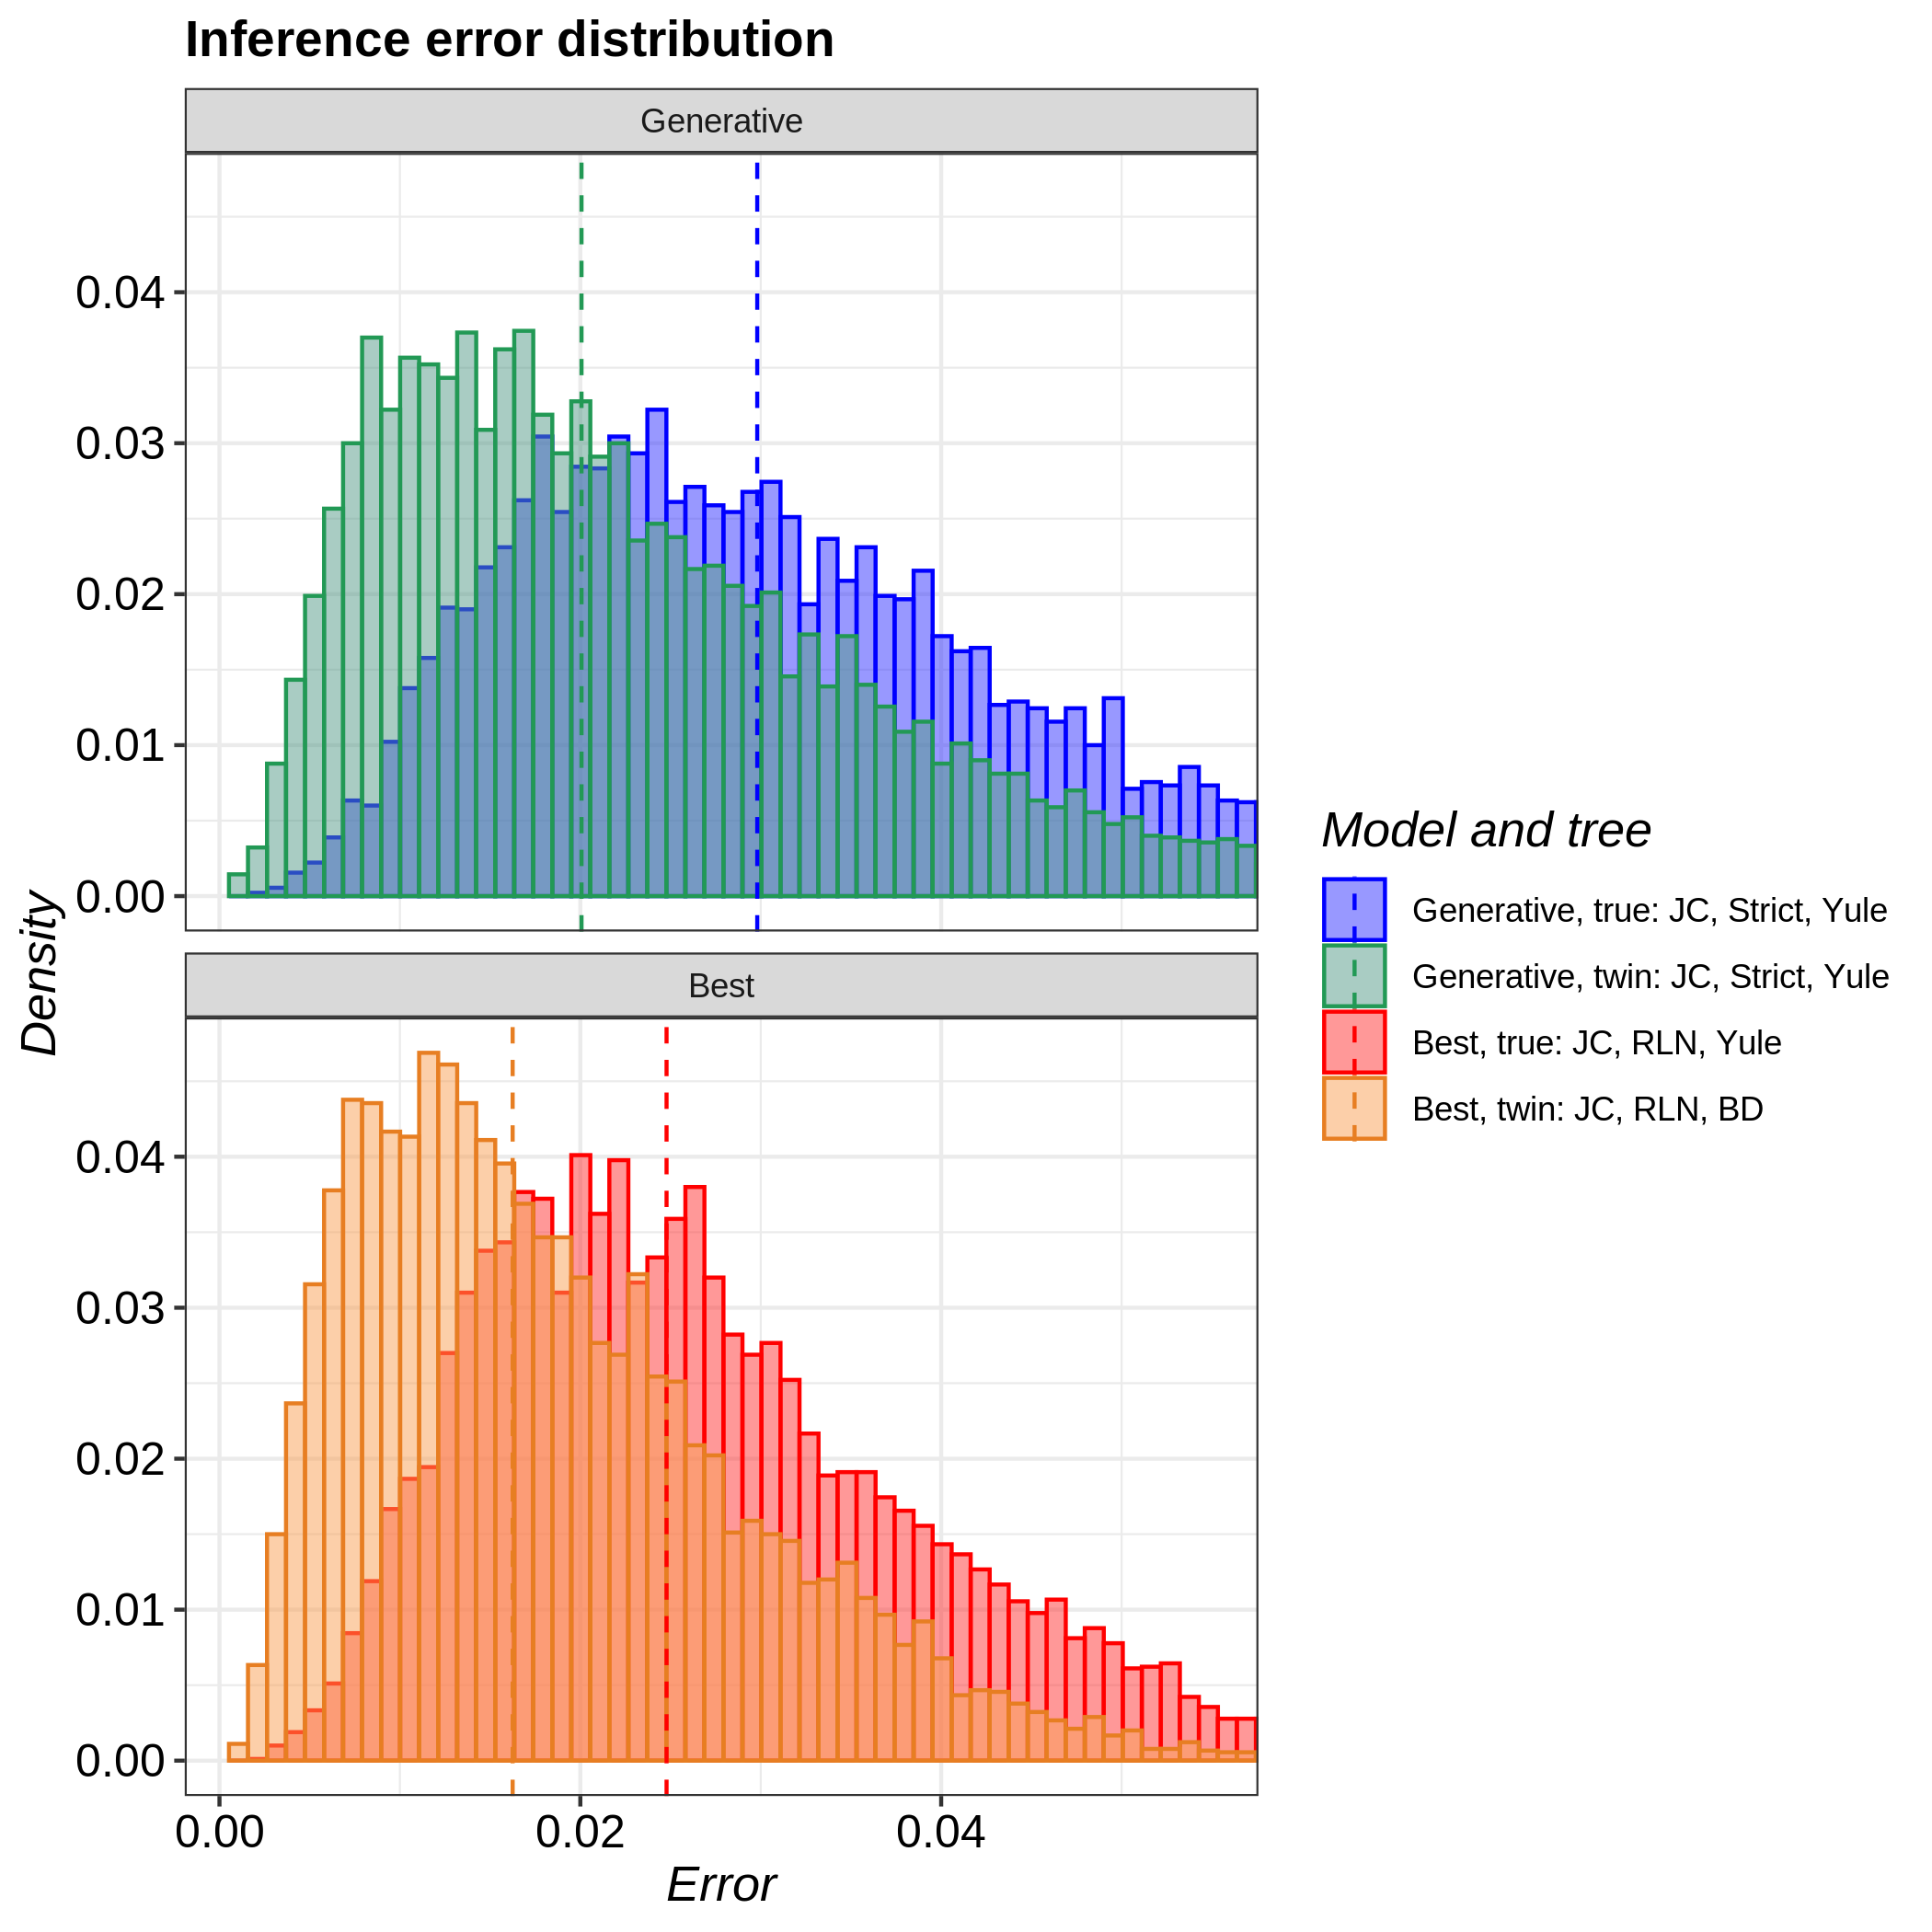 Inference error distribution
Generative
0.04
0.03
0.02
0.01
0.00
Best
0.04
0.03
0.02
0.01
0.00
0.00 0.02 0.04
Error
Density
Model and tree
Generative, true: JC, Strict, Yule
Generative, twin: JC, Strict, Yule
Best, true: JC, RLN, Yule
Best, twin: JC, RLN, BD